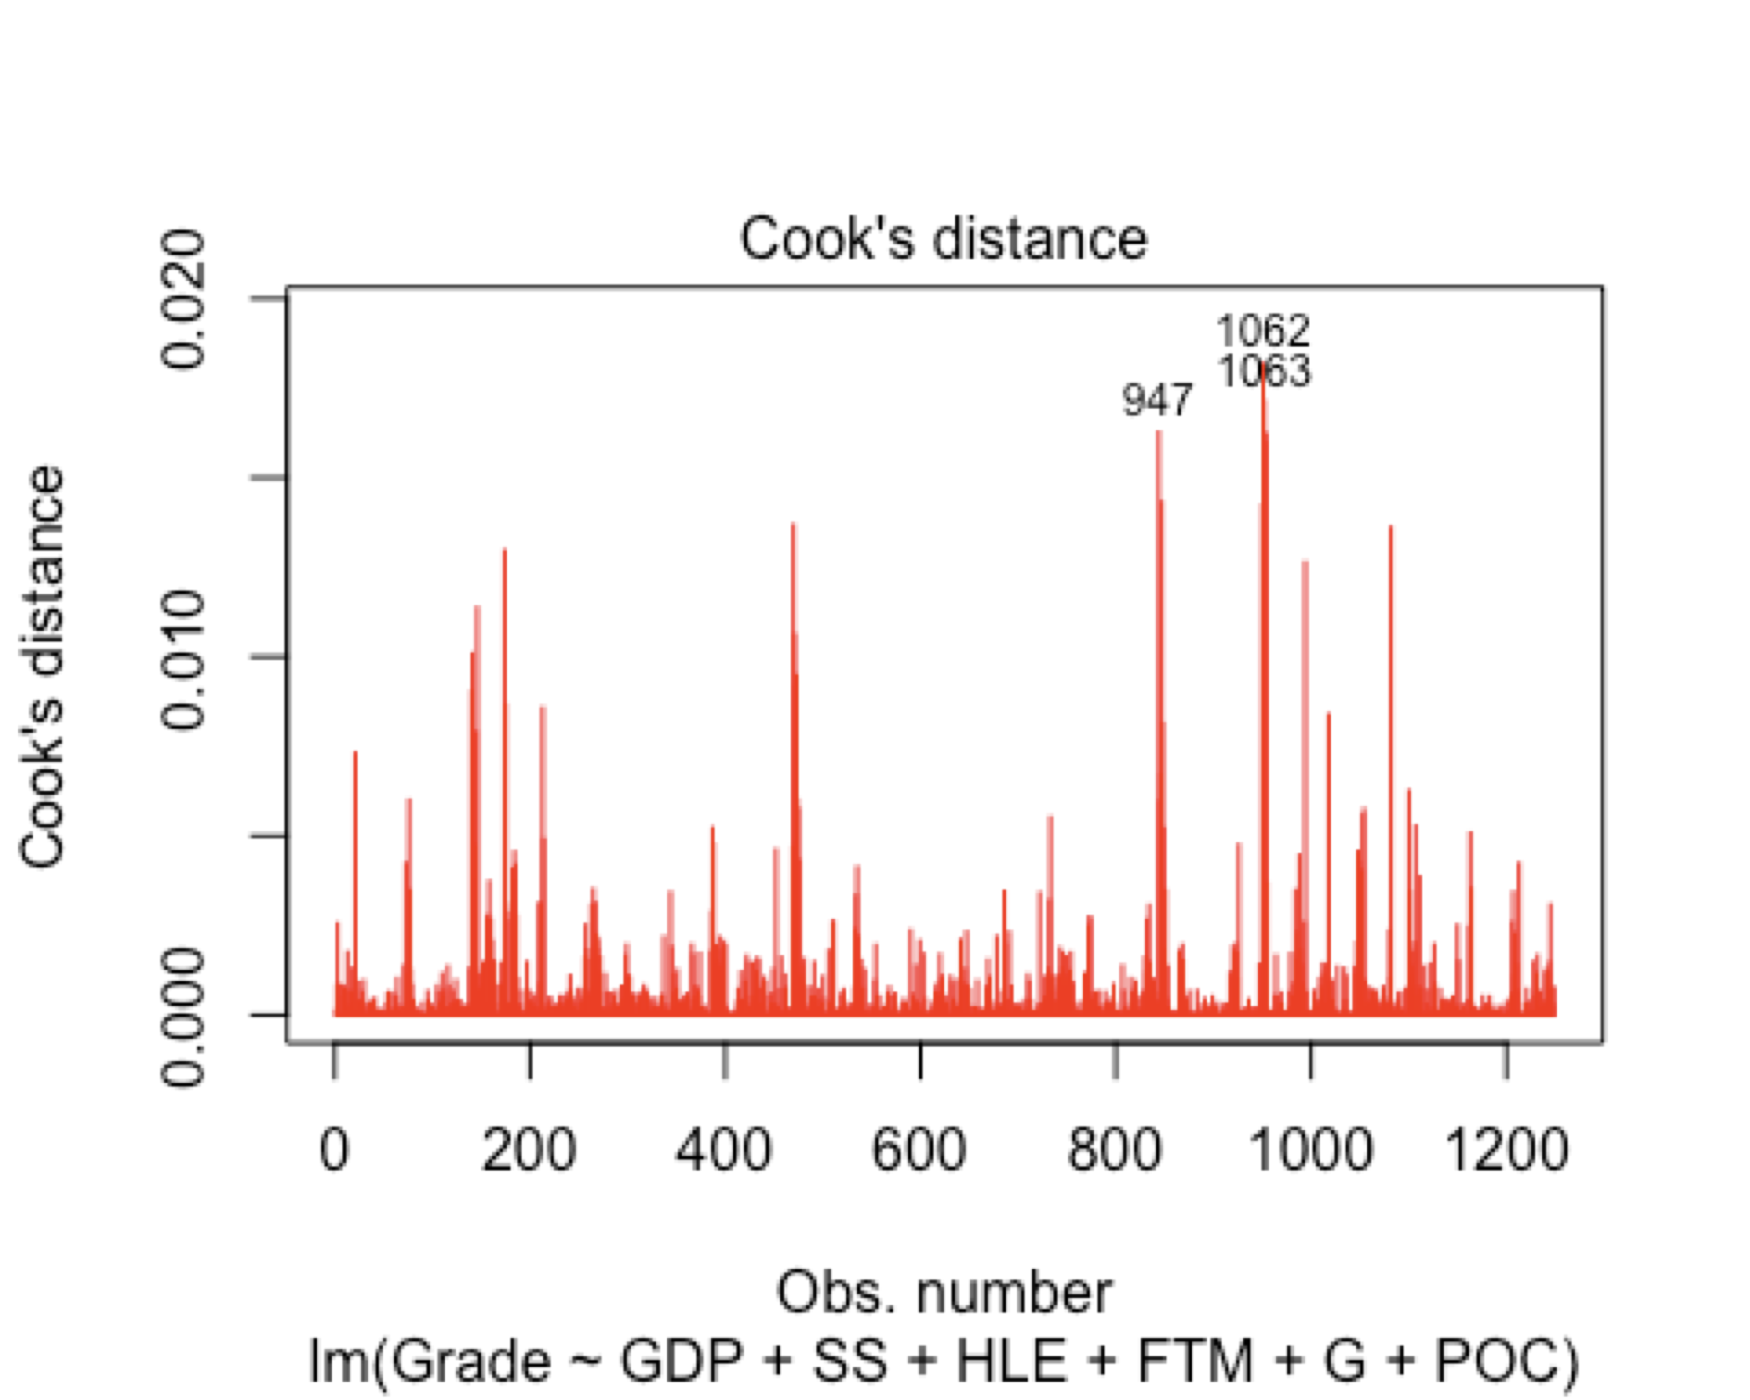 Cook's distance
0.020
0.010
0.000
Cook's distance
1062
1063
947
0 200 400 600 800 1000 1200
Obs. number
lm(Grade ~ GDP + SS + HLE + FTM + G + POC)